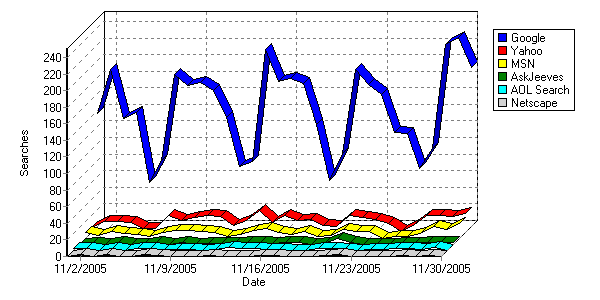 Searches
240
220
200
180
160
140
120
100
80
60
40
20
0
11/2/2005 11/9/2005 11/16/2005 11/23/2005 11/30/2005
Date
Google
Yahoo
MSN
AskJeeves
AOL Search
Netscape